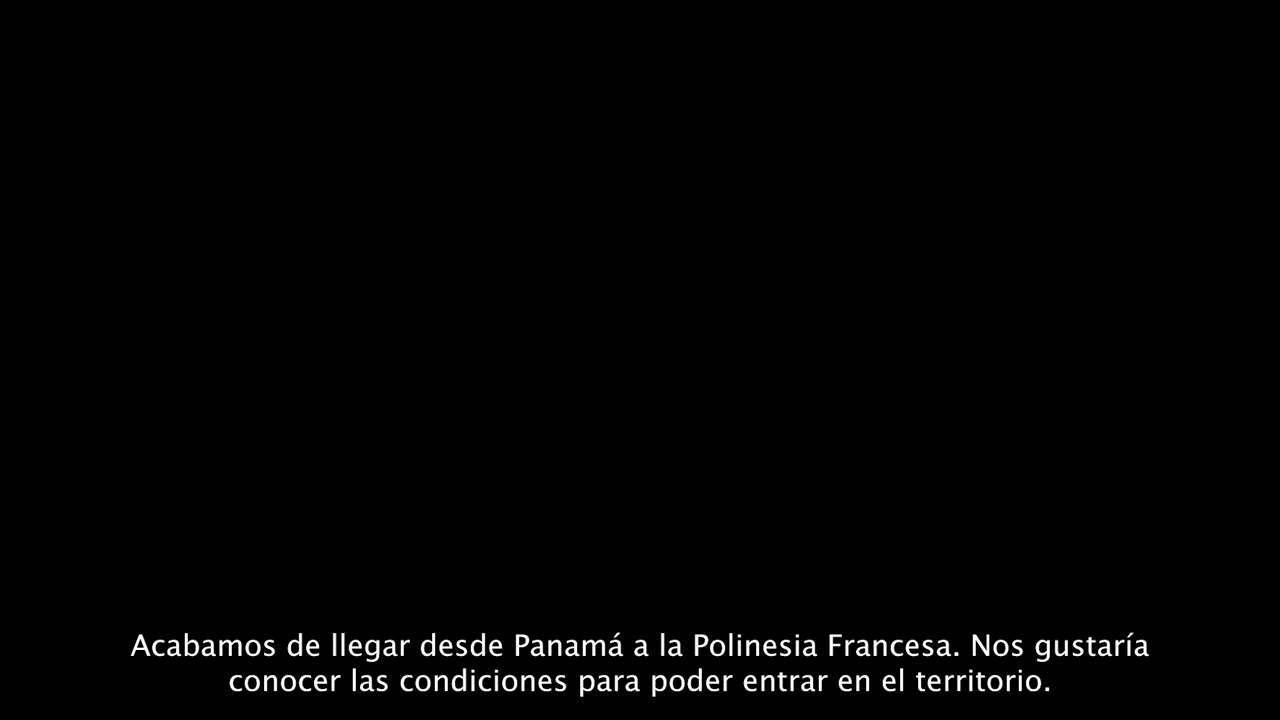 Acabamos de llegar desde Panamá a la Polinesia Francesa. Nos gustaría
conocer las condiciones para poder entrar en el territorio.